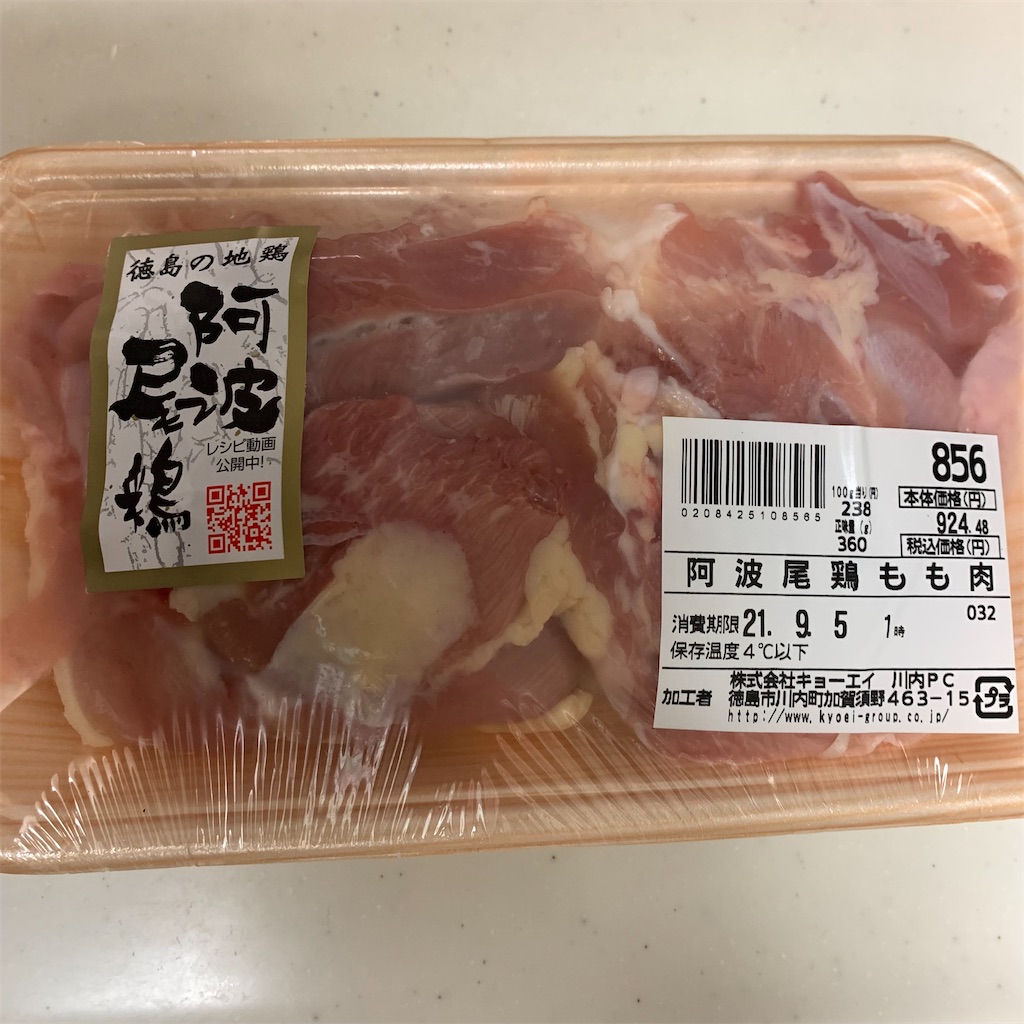 徳島の地鶏
阿波
尾鶏
レシピ動画
公開中!
0208425108565
100g当り(円)
238
正味量(g)
360
856
本体価格(円)
924.48
税込価格(円)
阿波尾鶏もも肉
032
消費期限 21. 9. 5 1時
保存温度4℃以下
株式会社キョーエイ 川内PC
加工者 徳島市川内町加賀須野463-15
プラ
http://www.kyoei-group.co.jp/